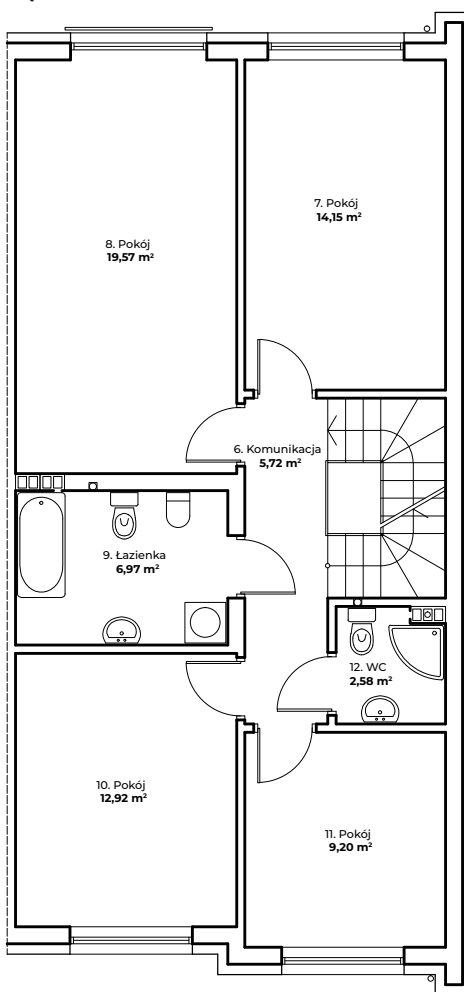 7. Pokój
14,15 m²
8. Pokój
19,57 m²
6. Komunikacja
5,72 m²
9. Łazienka
6,97 m²
12. WC
2,58 m²
10. Pokój
12,92 m²
11. Pokój
9,20 m²